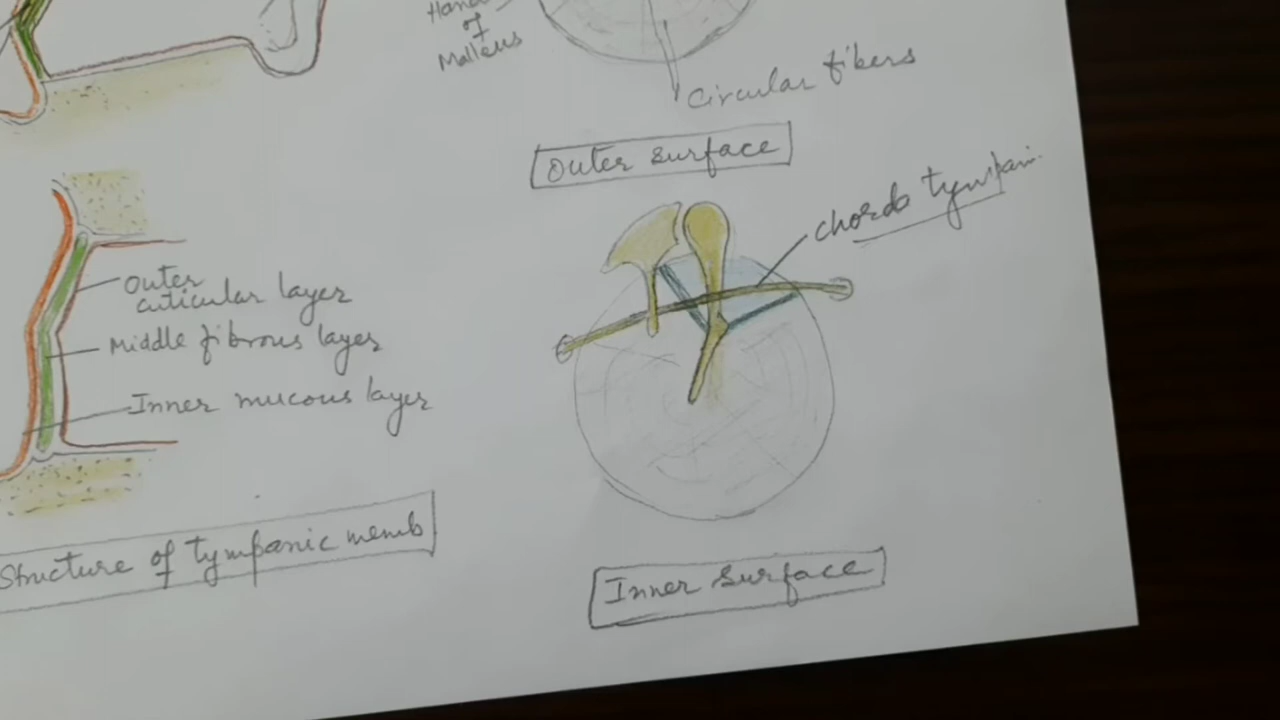 Handle
of
Malleus
Circular fibers
Outer surface
chorda tympani
Outer
cuticular layer
Middle fibrous layer
Inner mucous layer
Structure of tympanic memb
Inner surface